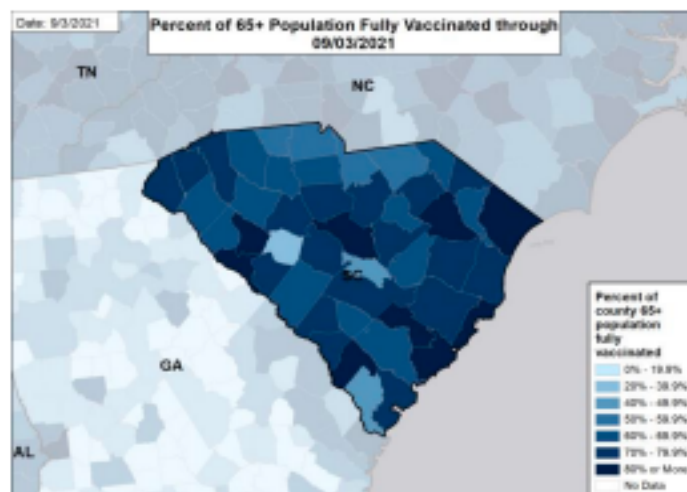 Date: 9/3/2021
Percent of 65+ Population Fully Vaccinated through
09/03/2021
TN
NC
SC
GA
AL
Percent of
county 65+
population
fully
vaccinated
0% - 19.9%
20% - 39.9%
40% - 49.9%
50% - 59.9%
60% - 69.9%
70% - 79.9%
80% or More
No Data